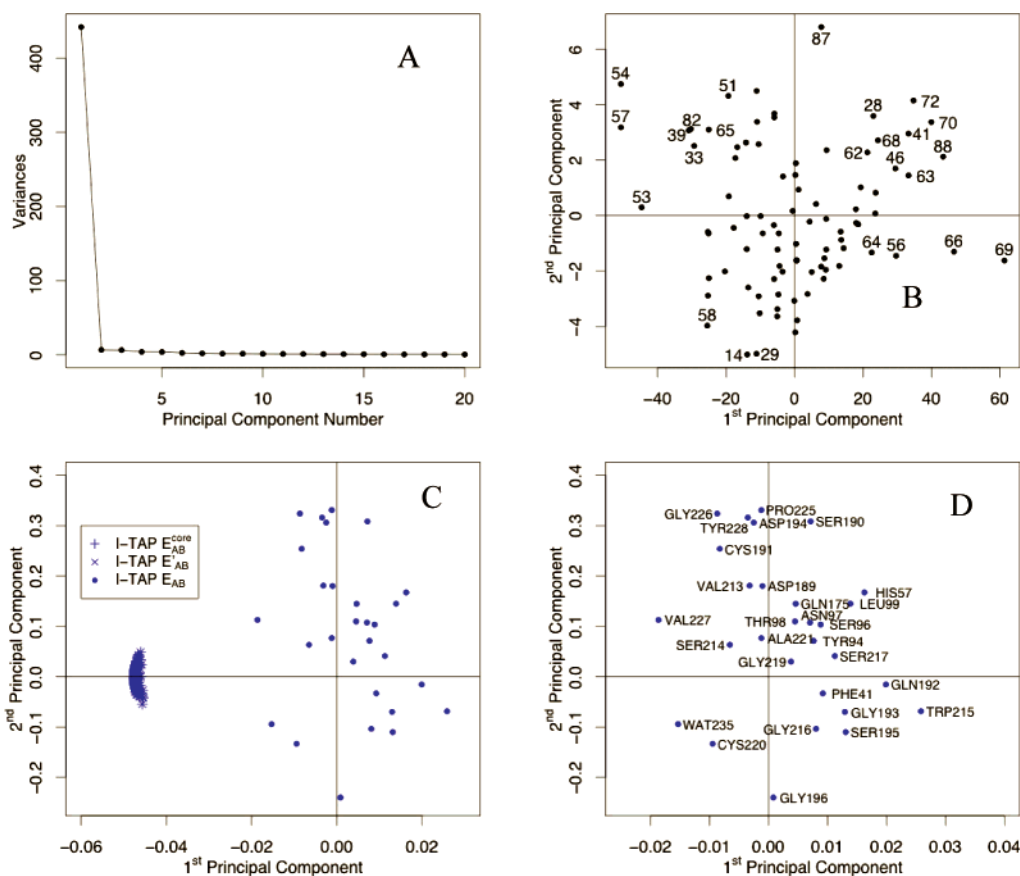 A
Variances
400
300
200
100
0
5
10
15
20
Principal Component Number
B
2nd Principal Component
6
4
2
0
−2
−4
−40
−20
0
20
40
60
1st Principal Component
87
54
51
72
28
57
82
70
39
65
41
68
88
33
62
46
63
53
64
56
66
69
58
14
29
C
2nd Principal Component
0.4
0.3
0.2
0.1
0.0
−0.1
−0.2
I−TAP E_AB^core
I−TAP E'_AB
I−TAP E_AB
−0.06
−0.04
−0.02
0.00
0.02
1st Principal Component
D
2nd Principal Component
0.4
0.3
0.2
0.1
0.0
−0.1
−0.2
PRO225
GLY226
TYR228
ASP194
SER190
CYS191
VAL213
ASP189
HIS57
GLN175
LEU99
ASN97
VAL227
THR98
SER96
ALA221
TYR94
SER214
SER217
GLY219
GLN192
PHE41
GLY193
TRP215
WAT235
GLY216
SER195
CYS220
GLY196
−0.02
−0.01
0.00
0.01
0.02
0.03
0.04
1st Principal Component